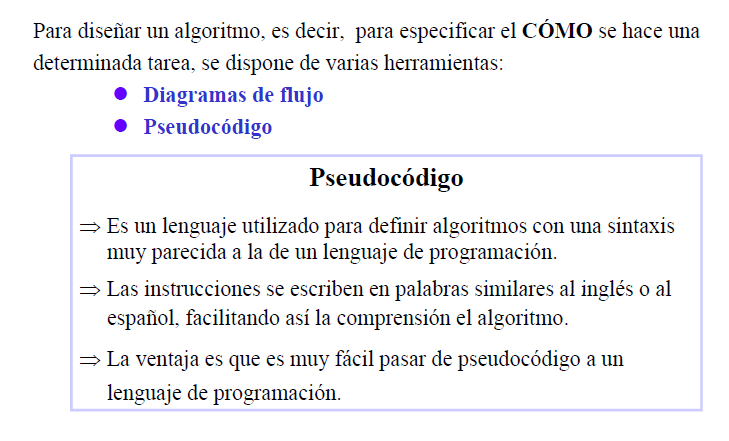 Para diseñar un algoritmo, es decir, para especificar el CÓMO se hace una
determinada tarea, se dispone de varias herramientas:
● Diagramas de flujo
● Pseudocódigo
Pseudocódigo
⇒ Es un lenguaje utilizado para definir algoritmos con una sintaxis
muy parecida a la de un lenguaje de programación.
⇒ Las instrucciones se escriben en palabras similares al inglés o al
español, facilitando así la comprensión el algoritmo.
⇒ La ventaja es que es muy fácil pasar de pseudocódigo a un
lenguaje de programación.